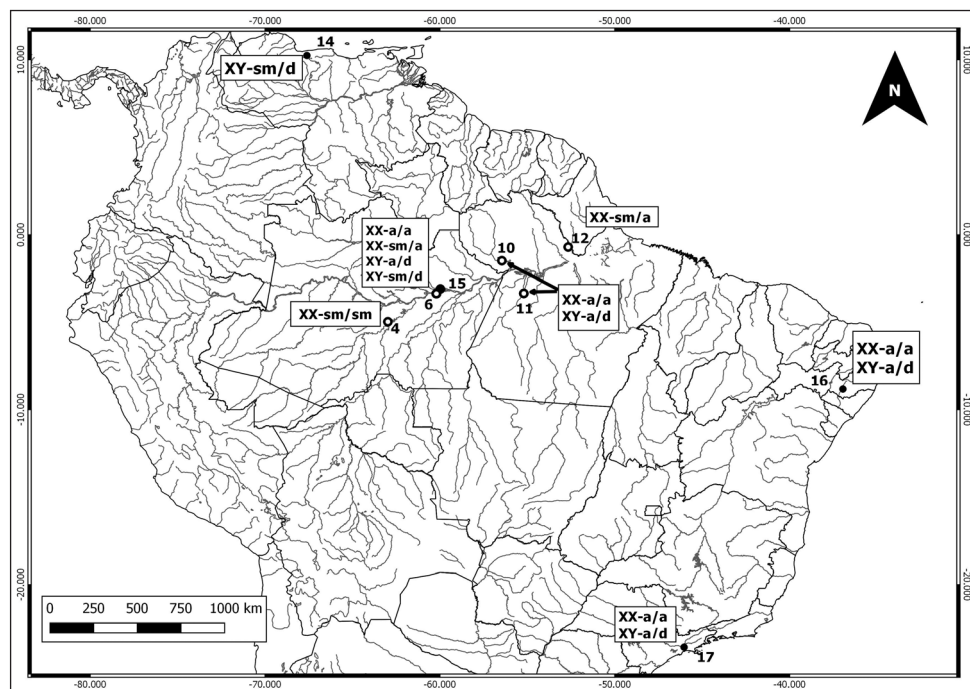 -80.000 -70.000 -60.000 -50.000 -40.000
10.000 10.000
14
XY-sm/d
N
XX-sm/a
12
0.000 0.000
XX-a/a
XX-sm/a
XY-a/d
XY-sm/d
10
15
6
11
XX-a/a
XY-a/d
XX-sm/sm
4
XX-a/a
XY-a/d
16
-10.000 -10.000
-20.000 -20.000
0 250 500 750 1000 km
XX-a/a
XY-a/d
17
-80.000 -70.000 -60.000 -50.000 -40.000